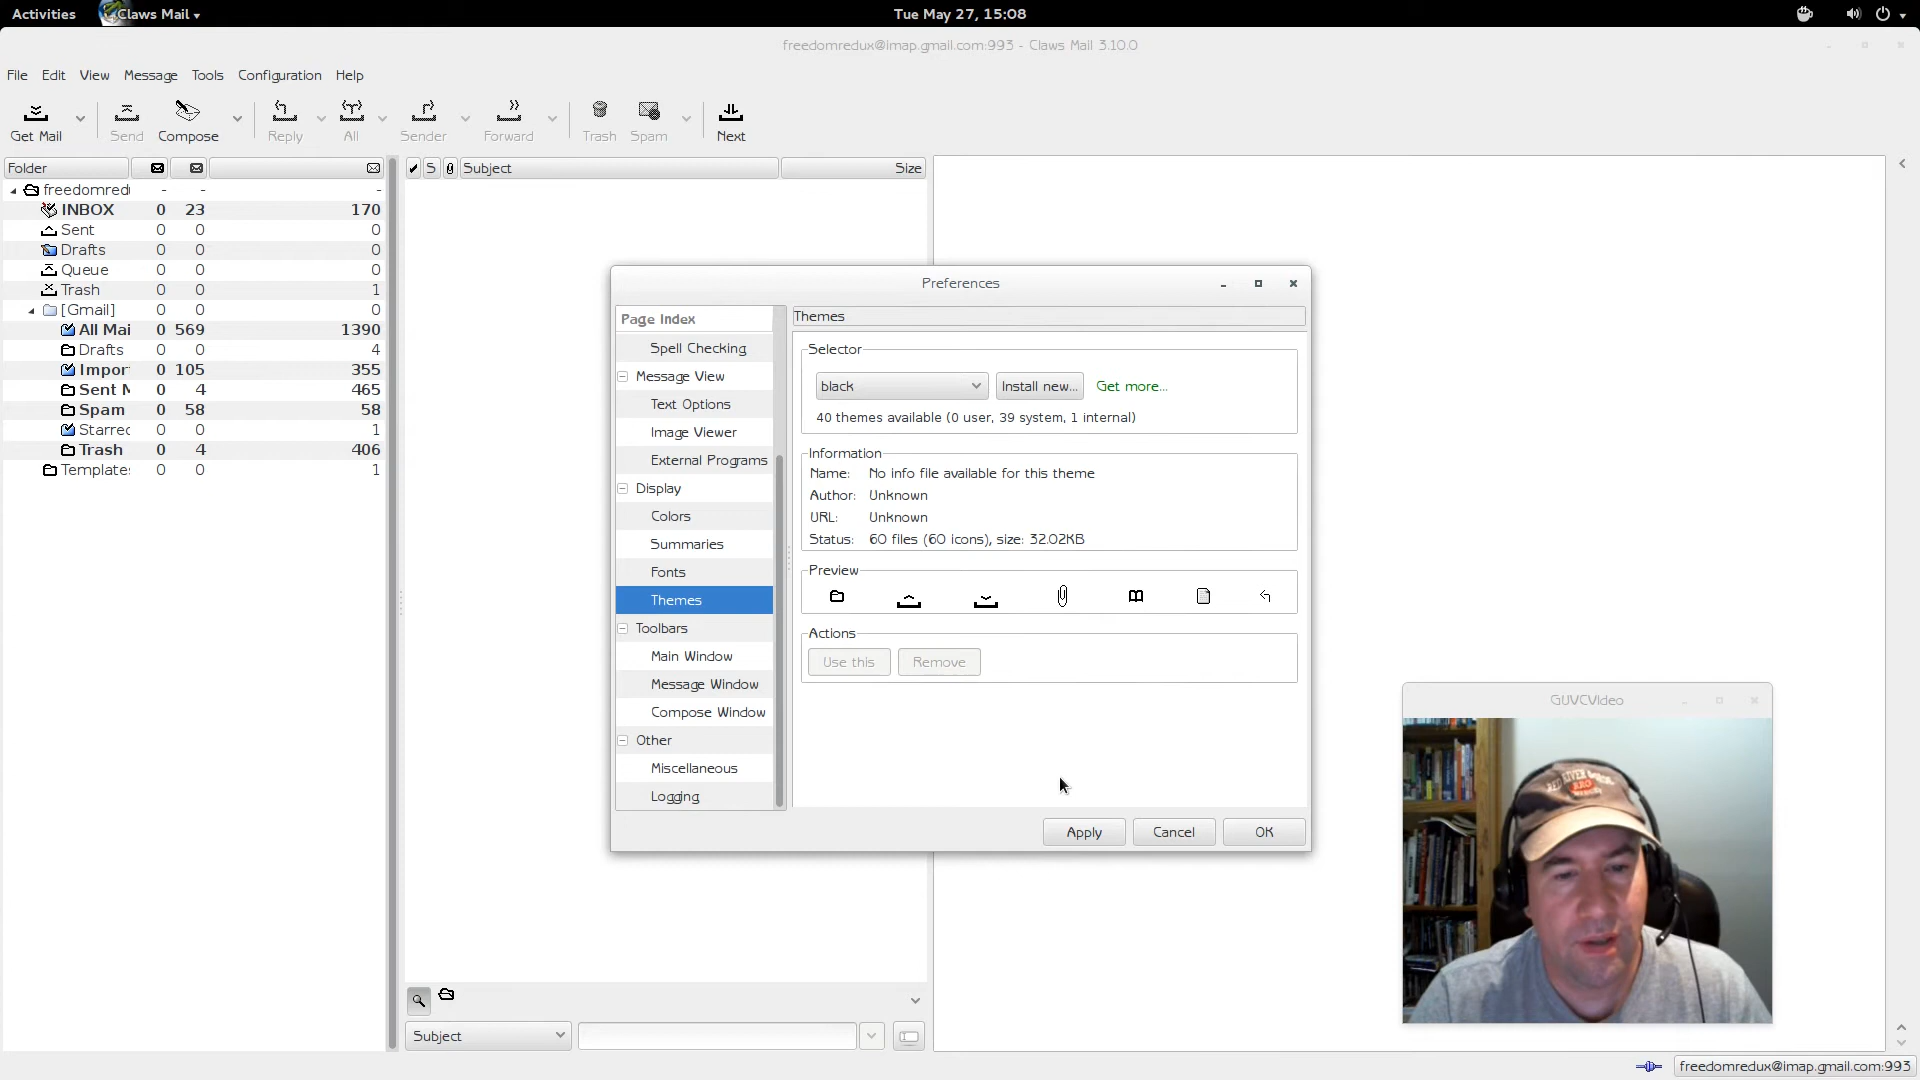 Activities Claws Mail Tue May 27, 15:08
freedomredux@imap.gmail.com:993 - Claws Mail 3.10.0
File Edit View Message Tools Configuration Help
Get Mail Send Compose Reply All Sender Forward Trash Spam Next
Folder S Subject Size
freedomred - - -
INBOX 0 23 170
Sent 0 0 0
Drafts 0 0 0
Queue 0 0 0
Trash 0 0 1
[Gmail] 0 0 0
All Mai 0 569 1390
Drafts 0 0 4
Impor 0 105 355
Sent M 0 4 465
Spam 0 58 58
Starred 0 0 1
Trash 0 4 406
Templates 0 0 1
Preferences
Page Index
Spell Checking
Message View
Text Options
Image Viewer
External Programs
Display
Colors
Summaries
Fonts
Themes
Toolbars
Main Window
Message Window
Compose Window
Other
Miscellaneous
Logging
Themes
Selector
black Install new... Get more...
40 themes available (0 user, 39 system, 1 internal)
Information
Name: No info file available for this theme
Author: Unknown
URL: Unknown
Status: 60 files (60 icons), size: 32.02KB
Preview
Actions
Use this Remove
Apply Cancel OK
GUVCVideo
Subject
freedomredux@imap.gmail.com:993